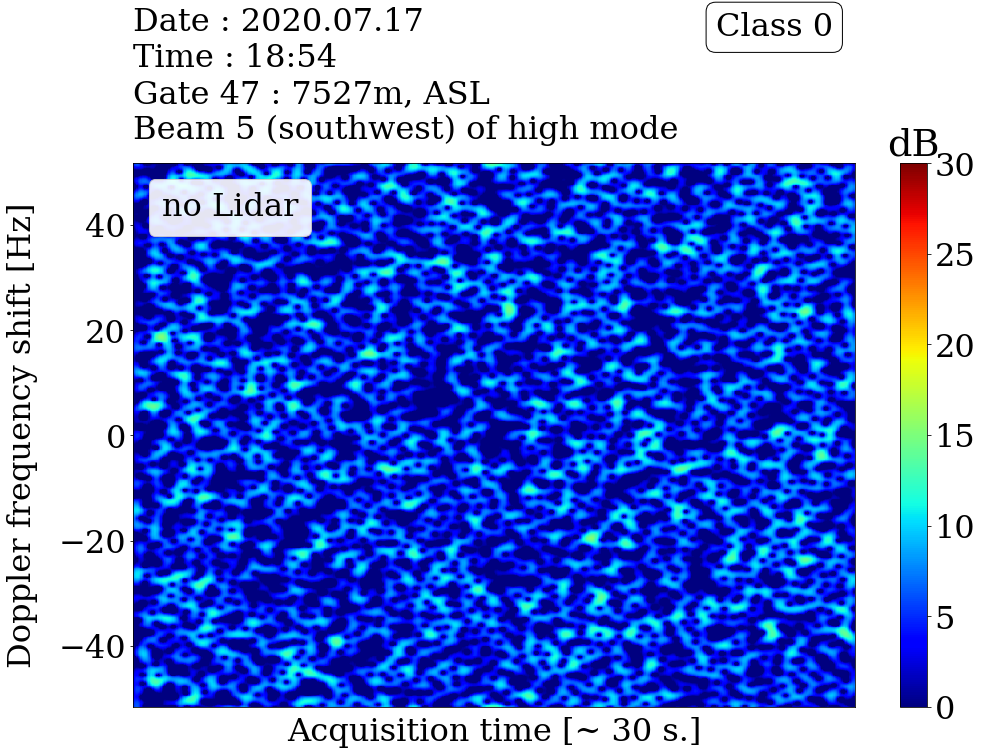 Date : 2020.07.17
Time : 18:54
Gate 47 : 7527m, ASL
Beam 5 (southwest) of high mode
Class 0
dB
no Lidar
Doppler frequency shift [Hz]
40
20
0
−20
−40
30
25
20
15
10
5
0
Acquisition time [~ 30 s.]